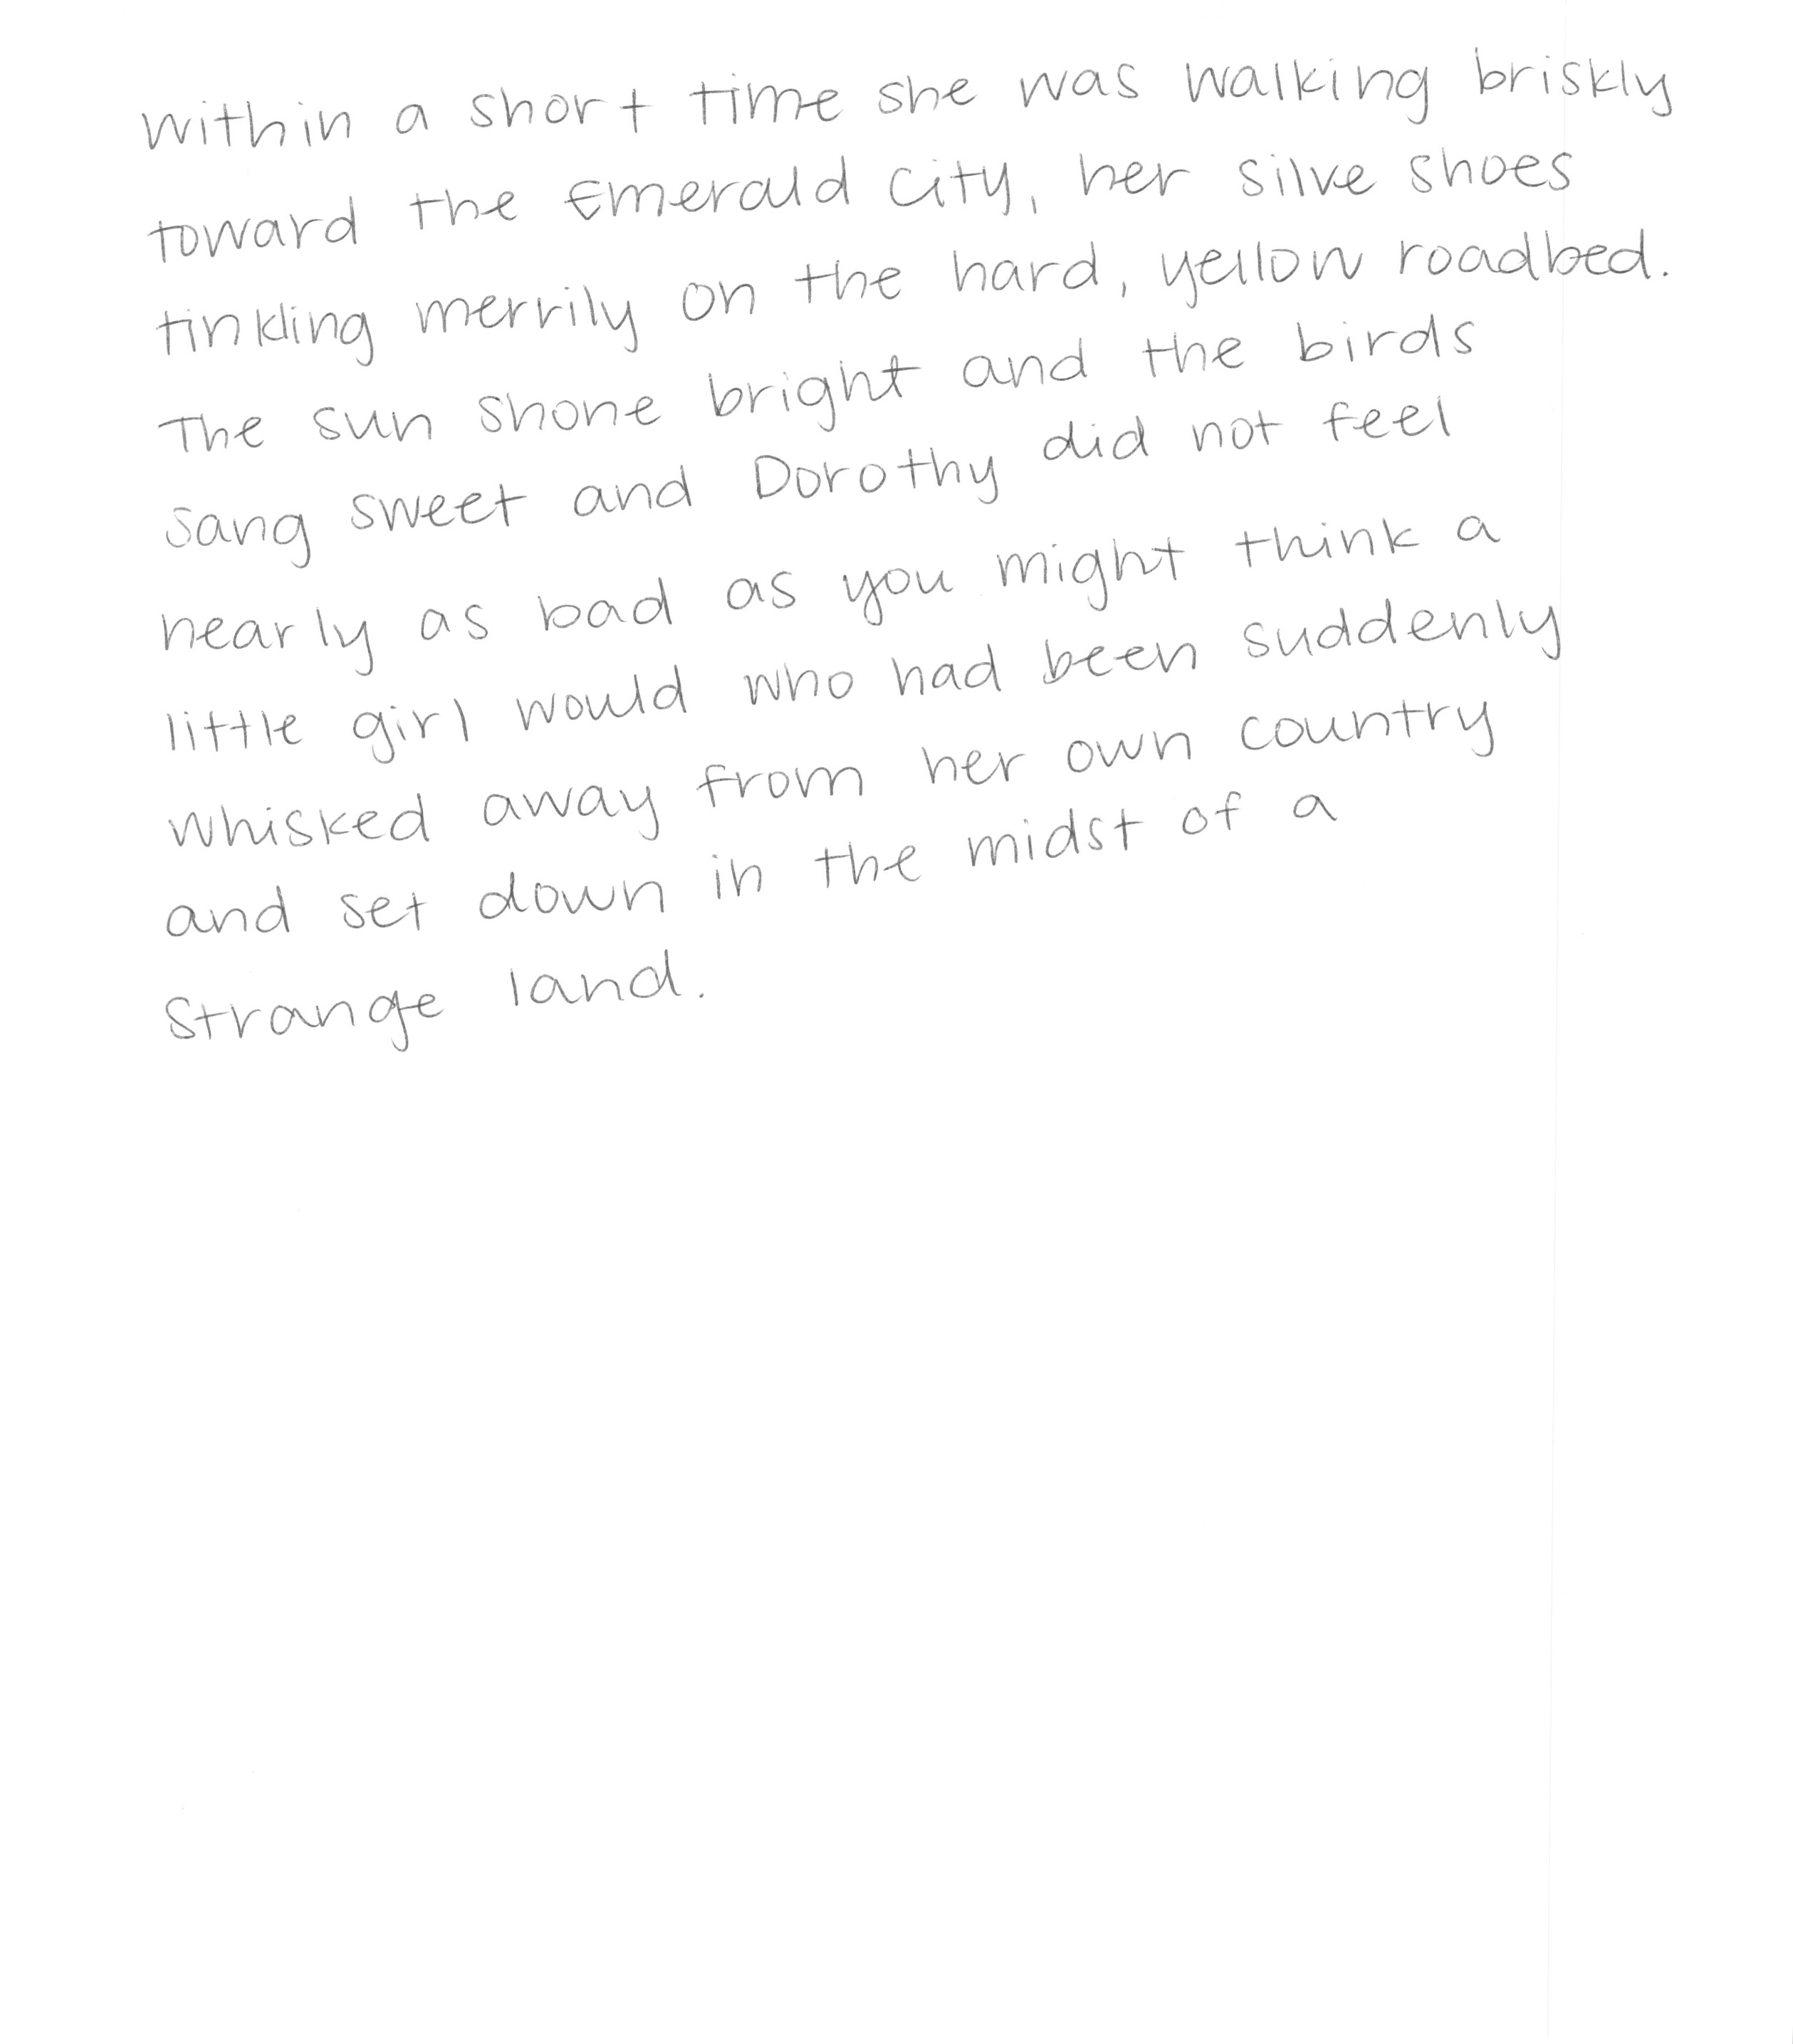 Within a short time she was walking briskly
toward the Emerald City, her silve shoes
tinkling merrily on the hard, yellow roadbed.
The sun shone bright and the birds
sang sweet and Dorothy did not feel
nearly as bad as you might think a
little girl would who had been suddenly
whisked away from her own country
and set down in the midst of a
strange land.